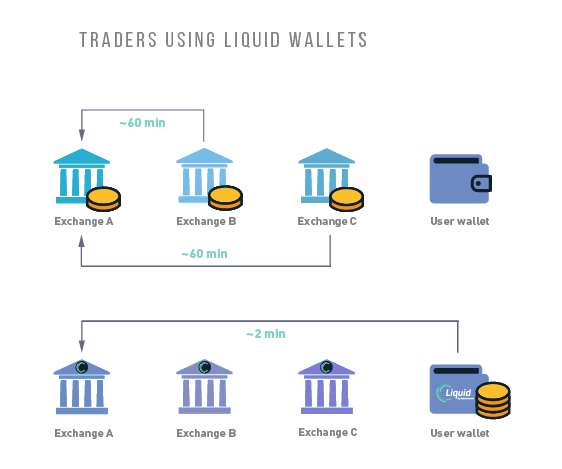 TRADERS USING LIQUID WALLETS
~60 min
Exchange A
Exchange B
Exchange C
User wallet
~60 min
~2 min
Liquid
Exchange A
Exchange B
Exchange C
User wallet